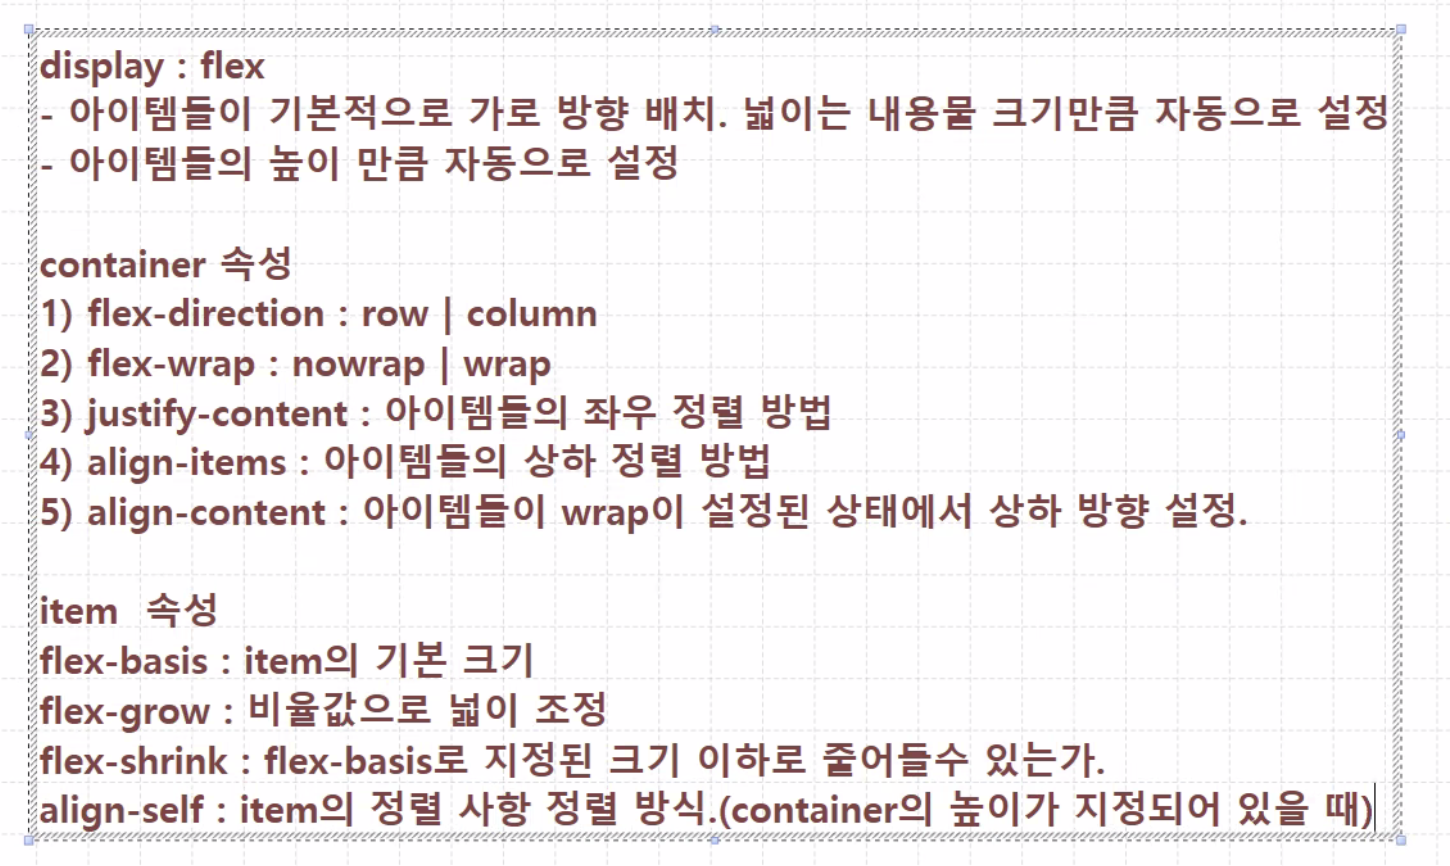 display : flex
- 아이템들이 기본적으로 가로 방향 배치. 넓이는 내용물 크기만큼 자동으로 설정
- 아이템들의 높이 만큼 자동으로 설정
container 속성
1) flex-direction : row | column
2) flex-wrap : nowrap | wrap
3) justify-content : 아이템들의 좌우 정렬 방법
4) align-items : 아이템들의 상하 정렬 방법
5) align-content : 아이템들이 wrap이 설정된 상태에서 상하 방향 설정.
item 속성
flex-basis : item의 기본 크기
flex-grow : 비율값으로 넓이 조정
flex-shrink : flex-basis로 지정된 크기 이하로 줄어들수 있는가.
align-self : item의 정렬 사항 정렬 방식.(container의 높이가 지정되어 있을 때)